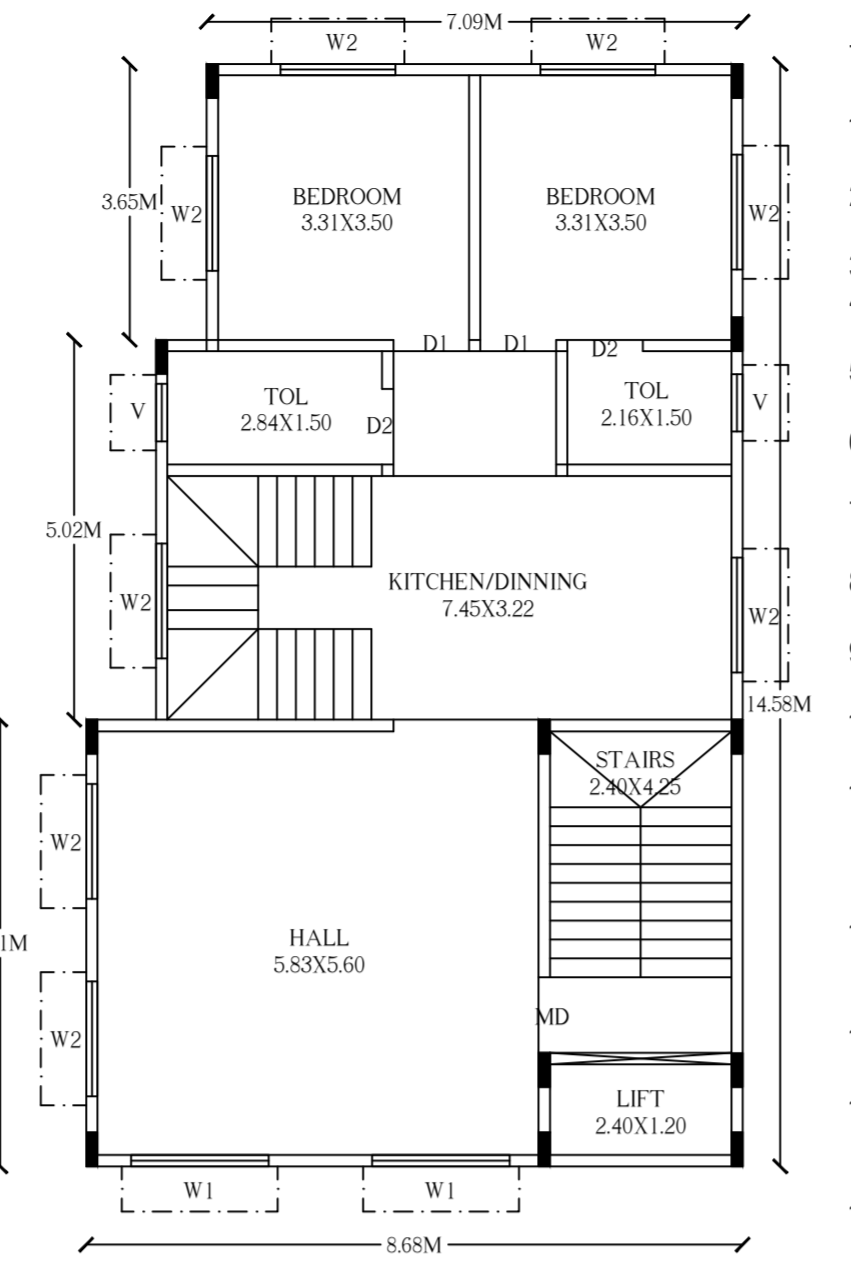 7.09M
W2
W2
3.65M
W2
BEDROOM
3.31X3.50
BEDROOM
3.31X3.50
W2
D1
D1
D2
V
TOL
2.84X1.50
D2
TOL
2.16X1.50
V
5.02M
W2
KITCHEN/DINNING
7.45X3.22
W2
14.58M
STAIRS
2.40X4.25
W2
HALL
5.83X5.60
1M
MD
W2
LIFT
2.40X1.20
W1
W1
8.68M